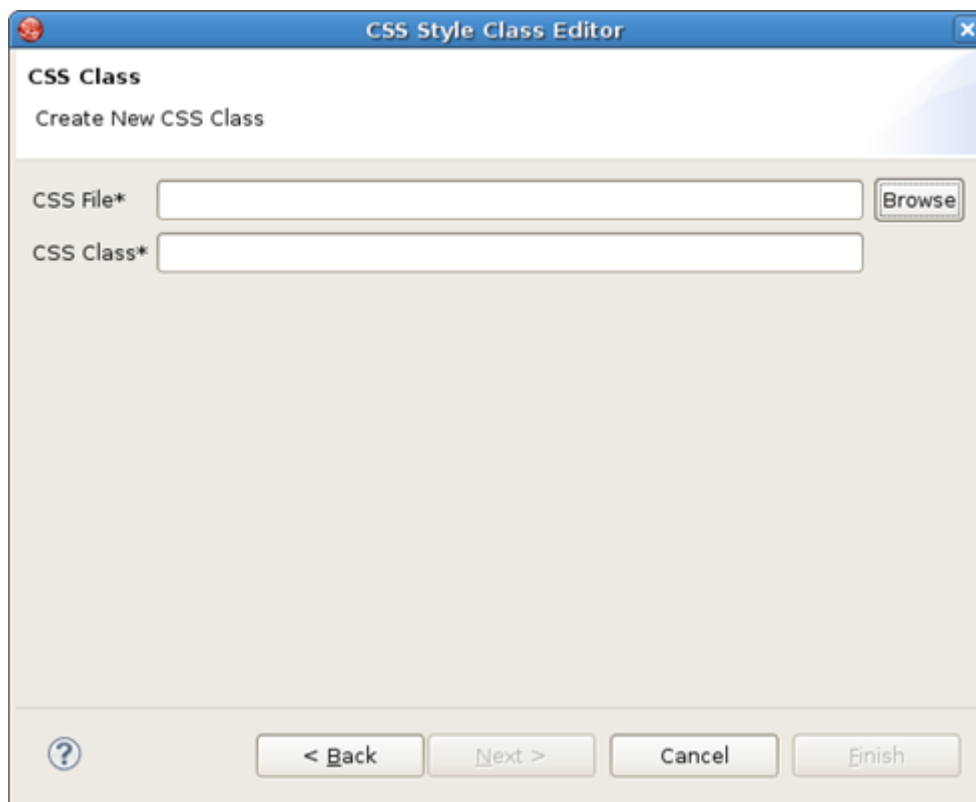 CSS Style Class Editor
CSS Class
Create New CSS Class
CSS File* Browse
CSS Class*
? < Back Next > Cancel Finish